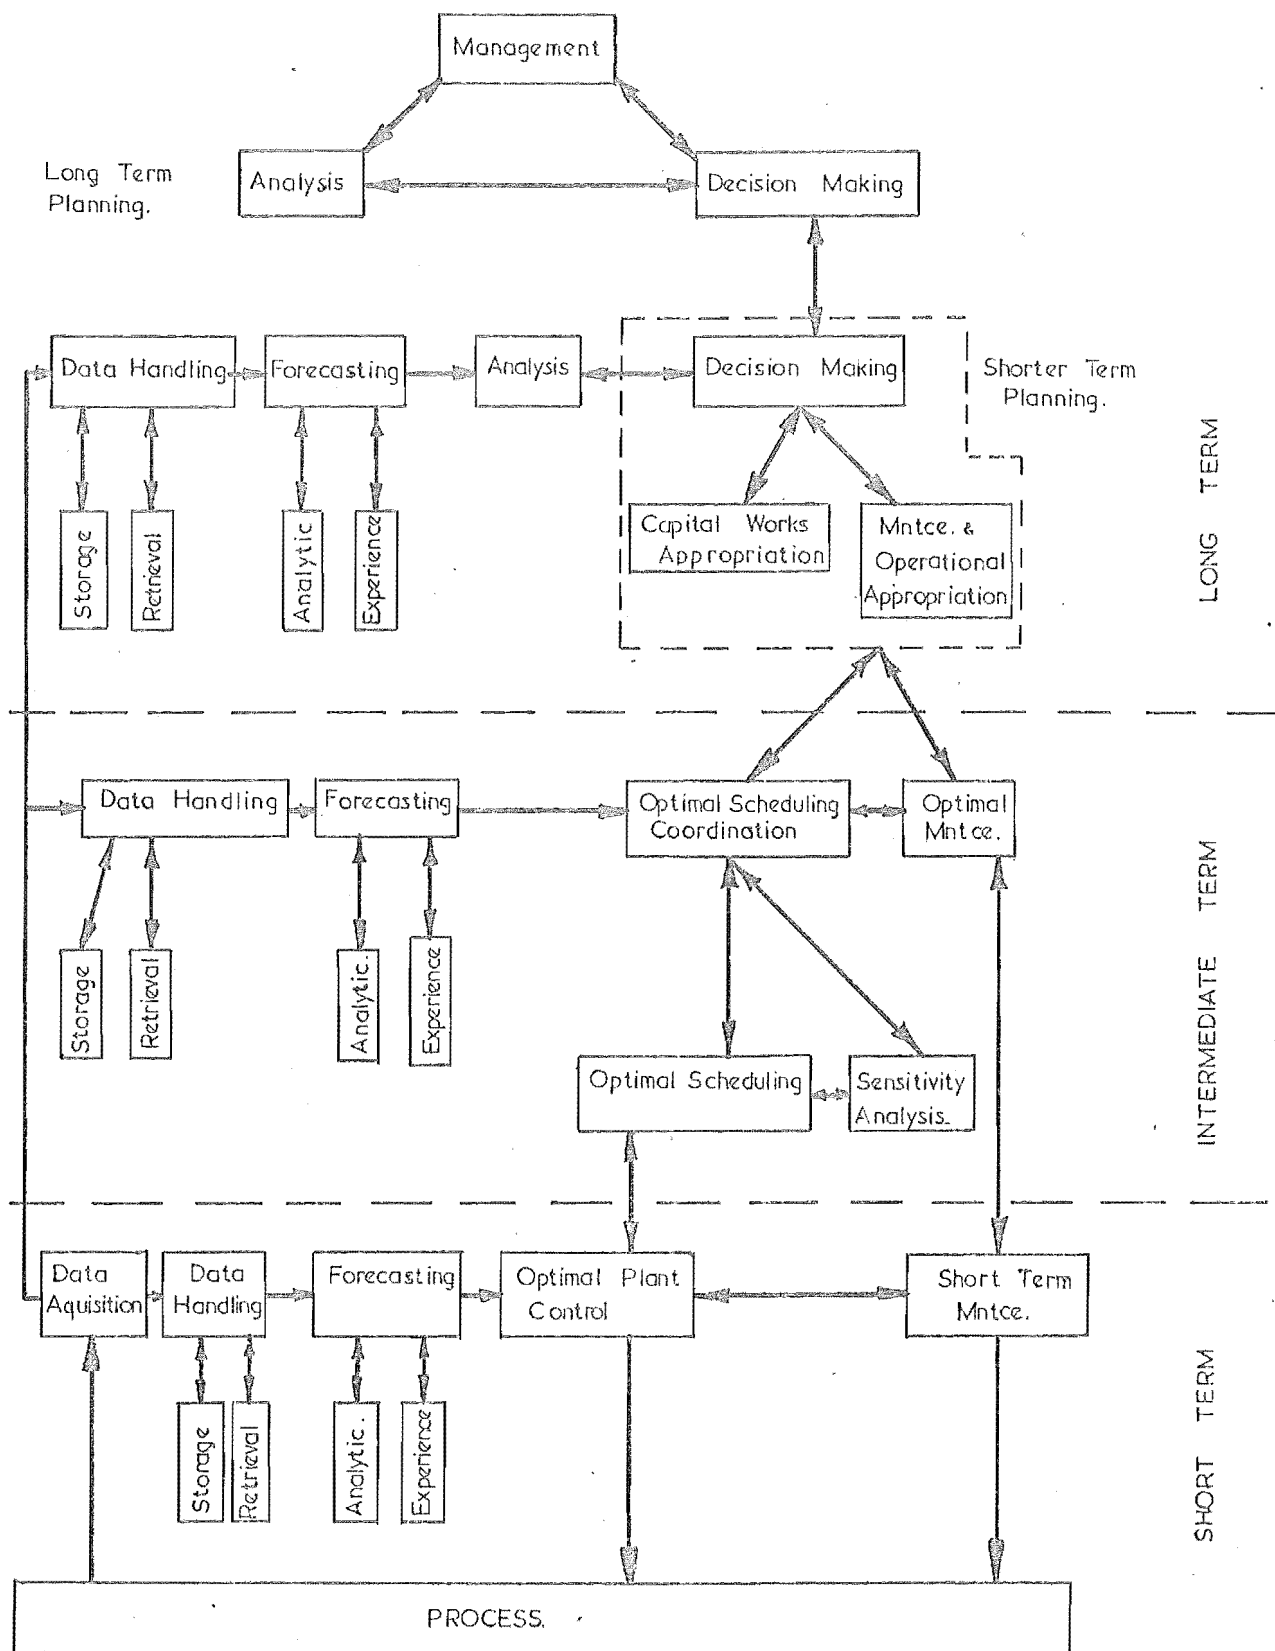 Management
Long Term
Planning.
Analysis
Decision Making
Data Handling
Forecasting
Analysis
Decision Making
Shorter Term
Planning.
Storage
Retrieval
Analytic
Experience
Capital Works
Appropriation
Mntce. &
Operational
Appropriation
LONG TERM
Data Handling
Forecasting
Optimal Scheduling
Coordination
Optimal
Mntce.
Storage
Retrieval
Analytic.
Experience
Optimal Scheduling
Sensitivity
Analysis.
INTERMEDIATE TERM
Data
Aquisition
Data
Handling
Forecasting
Optimal Plant
Control
Short Term
Mntce.
Storage
Retrieval
Analytic.
Experience
SHORT TERM
PROCESS.